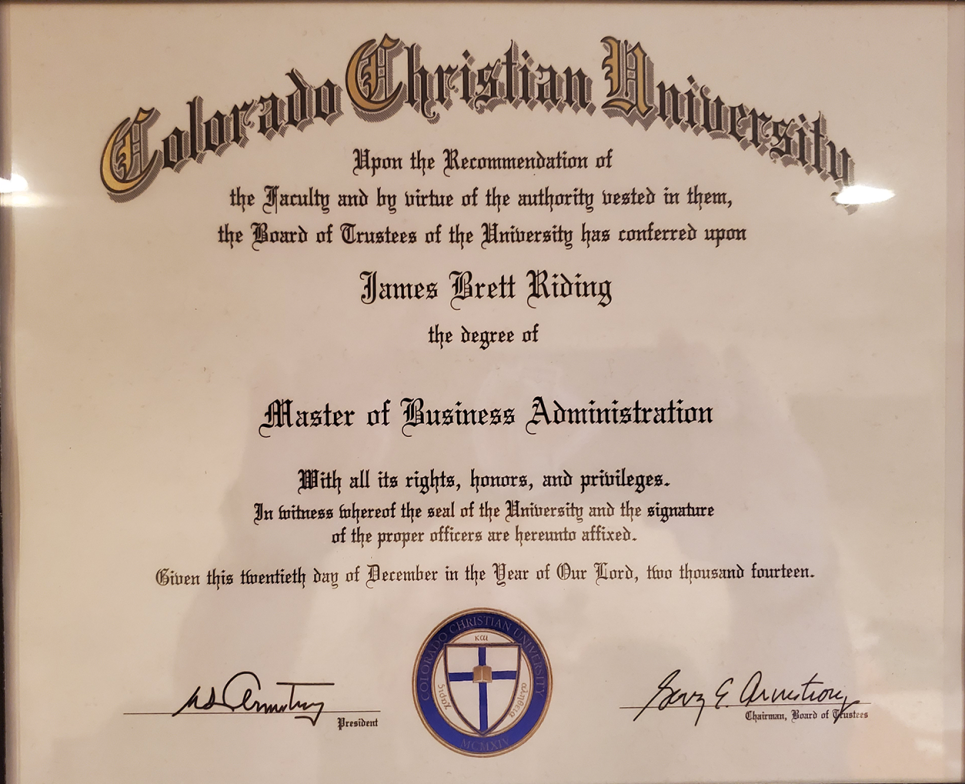 Colorado Christian University
Upon the Recommendation of
the Faculty and by virtue of the authority vested in them,
the Board of Trustees of the University has conferred upon
James Brett Riding
the degree of
Master of Business Administration
With all its rights, honors, and privileges.
In witness whereof the seal of the University and the signature
of the proper officers are hereunto affixed.
Given this twentieth day of December in the Year of Our Lord, two thousand fourteen.
COLORADO CHRISTIAN UNIVERSITY
MCMXIV
President
Chairman, Board of Trustees